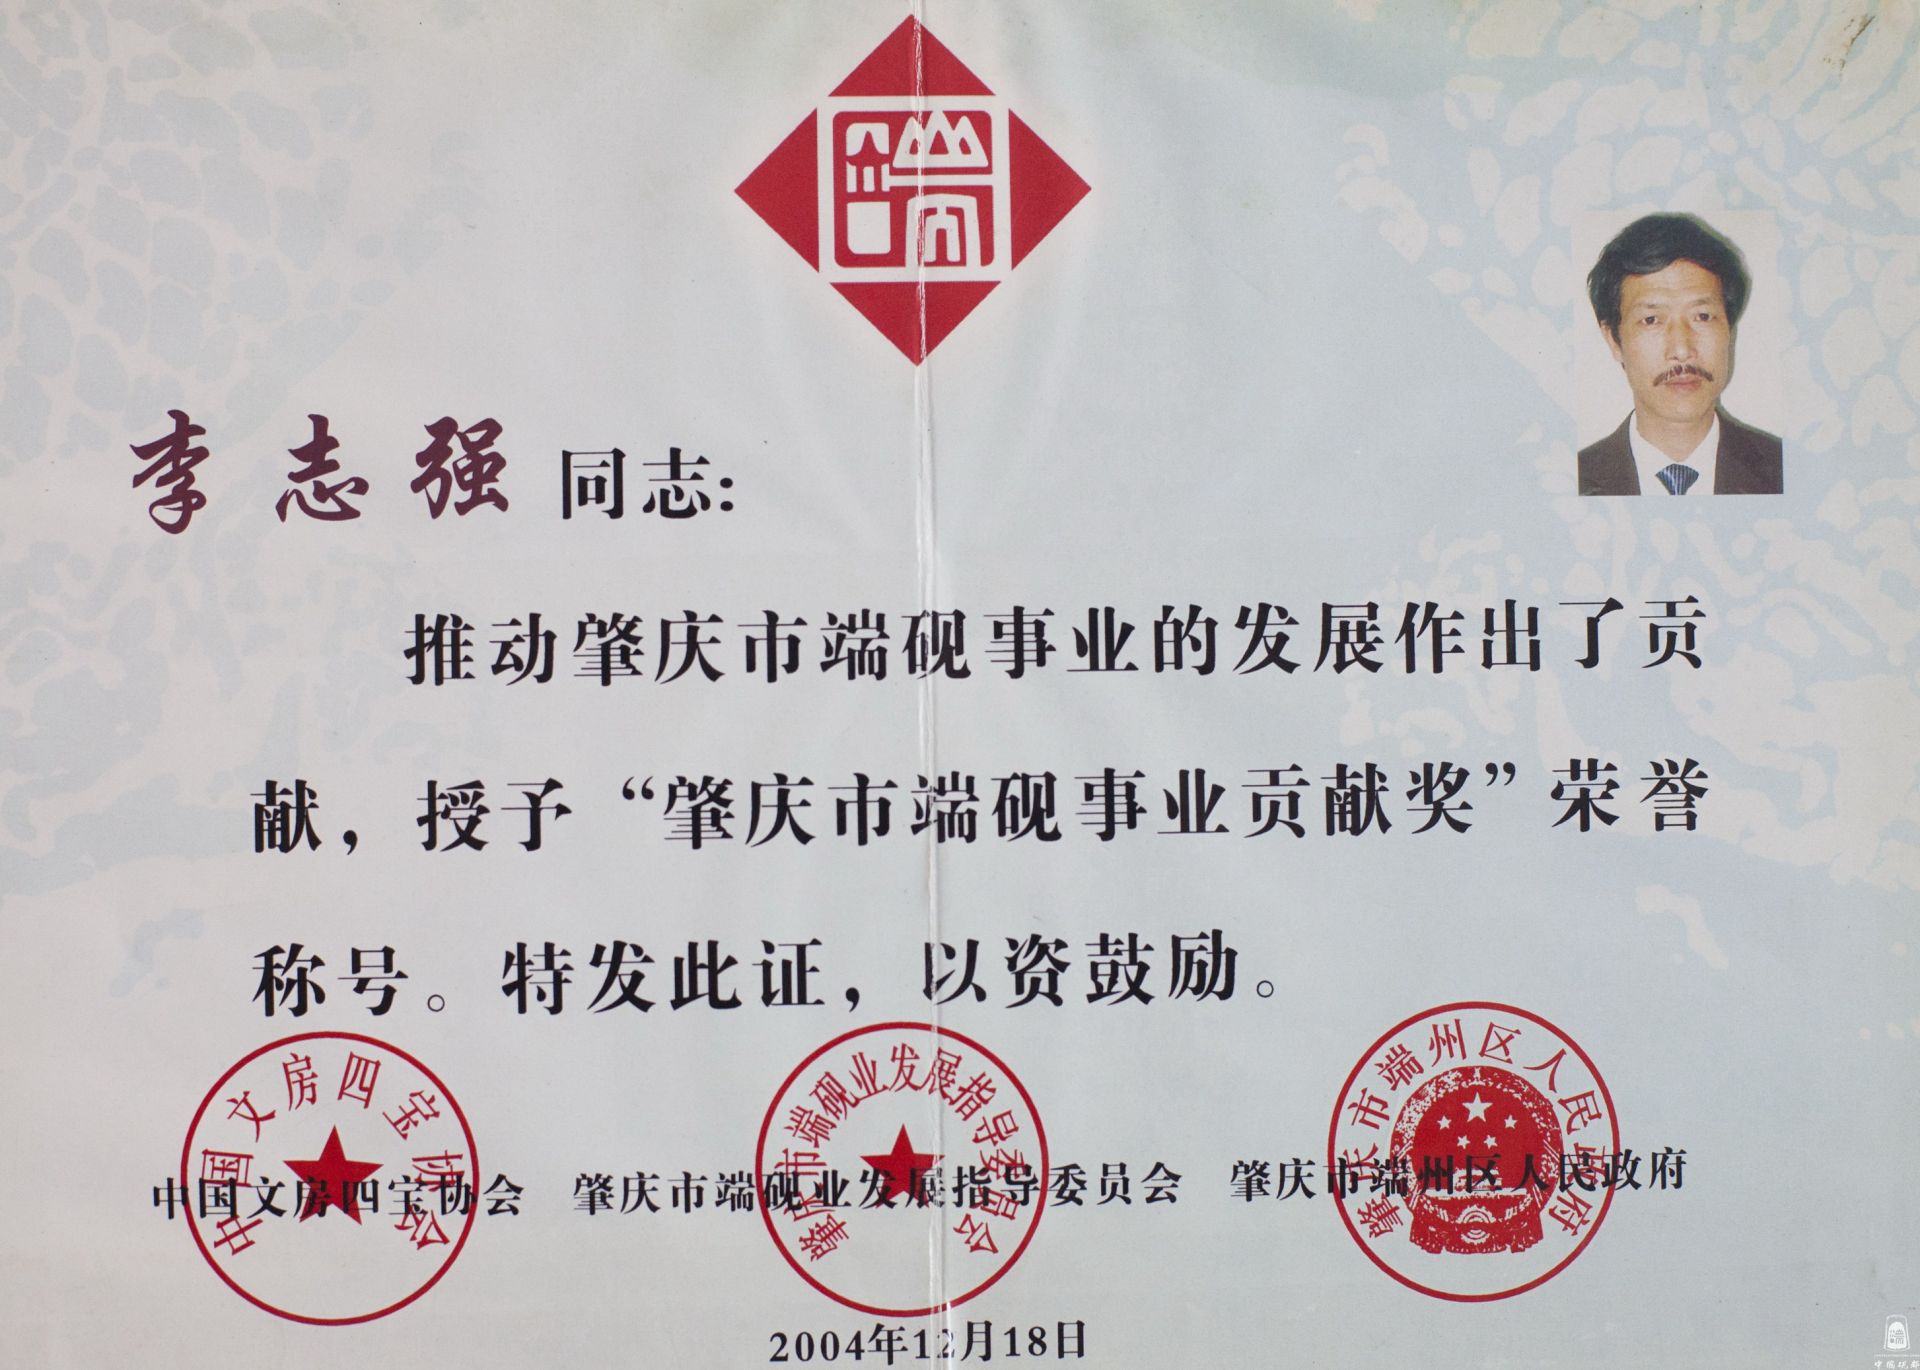 端
李志强同志:
推动肇庆市端砚事业的发展作出了贡
献，授予“肇庆市端砚事业贡献奖”荣誉
称号。特发此证，以资鼓励。
中国文房四宝协会
肇庆市端砚业发展指导委员会
肇庆市端州区人民政府
中国文房四宝协会 肇庆市端砚业发展指导委员会 肇庆市端州区人民政府
2004年12月18日
端